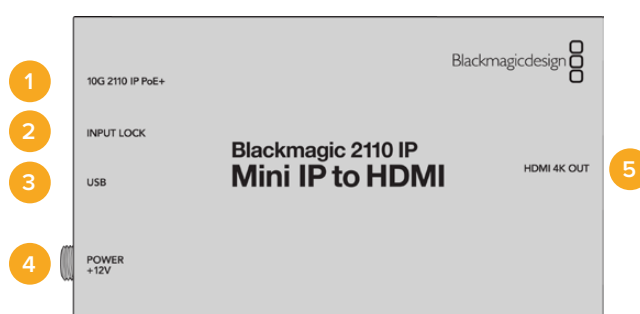 Blackmagicdesign
1
10G 2110 IP PoE+
2
INPUT LOCK
Blackmagic 2110 IP
Mini IP to HDMI
3
USB
HDMI 4K OUT
5
4
POWER
+12V